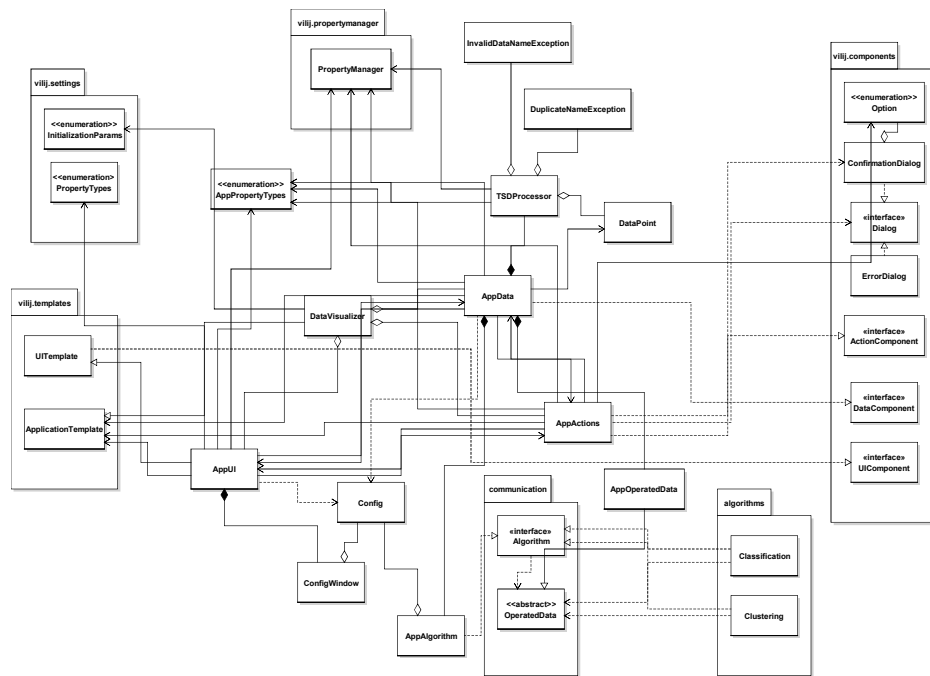 vilij.propertymanager
PropertyManager
InvalidDataNameException
DuplicateNameException
vilij.components
<<enumeration>>
Option
ConfirmationDialog
«interface»
Dialog
ErrorDialog
«interface»
ActionComponent
«interface»
DataComponent
«interface»
UIComponent
vilij.settings
<<enumeration>>
InitializationParams
<<enumeration>
PropertyTypes
<<enumeration>>
AppPropertyTypes
TSDProcessor
DataPoint
AppData
DataVisualizer
vilij.templates
UITemplate
ApplicationTemplate
AppUI
AppActions
Config
ConfigWindow
AppAlgorithm
communication
«interface»
Algorithm
<<abstract>>
OperatedData
AppOperatedData
algorithms
Classification
Clustering